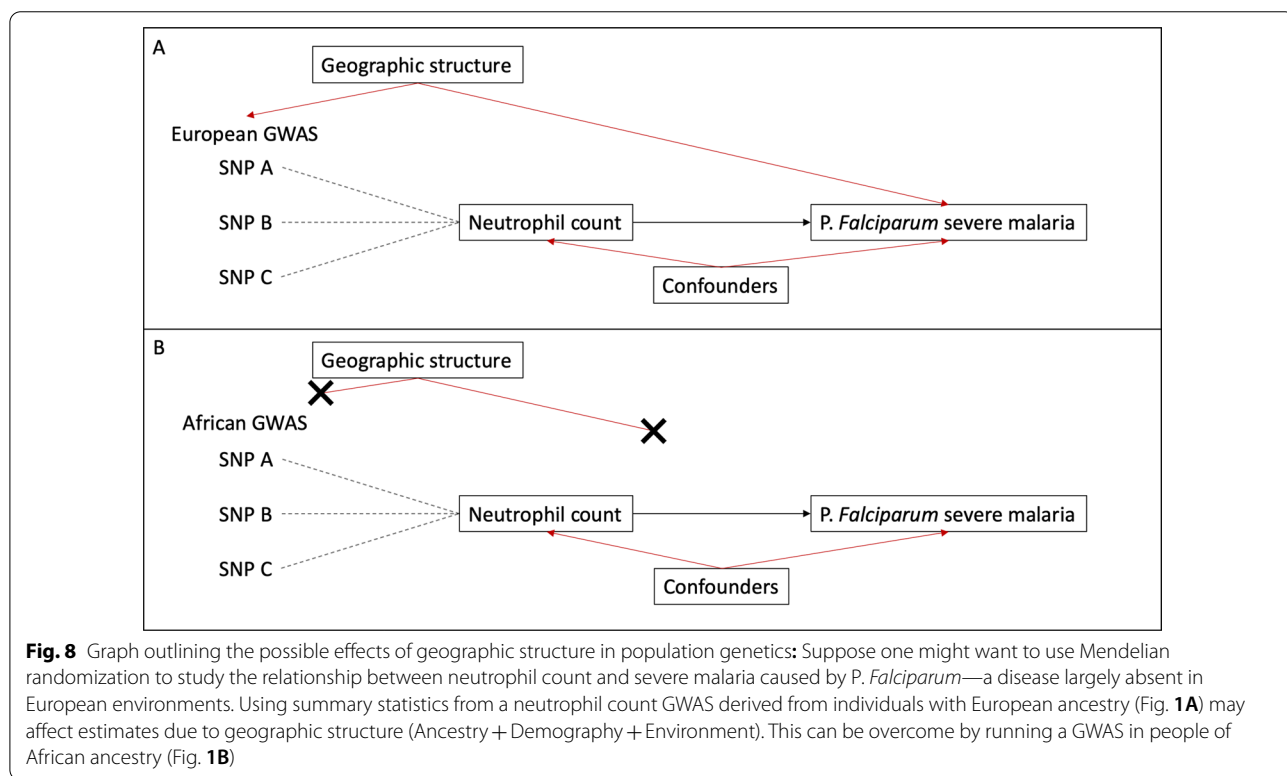 A
Geographic structure
European GWAS
SNP A
SNP B
Neutrophil count
P. Falciparum severe malaria
SNP C
Confounders
B
Geographic structure
African GWAS
SNP A
SNP B
Neutrophil count
P. Falciparum severe malaria
SNP C
Confounders
Fig. 8 Graph outlining the possible effects of geographic structure in population genetics: Suppose one might want to use Mendelian
randomization to study the relationship between neutrophil count and severe malaria caused by P. Falciparum—a disease largely absent in
European environments. Using summary statistics from a neutrophil count GWAS derived from individuals with European ancestry (Fig. 1A) may
affect estimates due to geographic structure (Ancestry + Demography + Environment). This can be overcome by running a GWAS in people of
African ancestry (Fig. 1B)